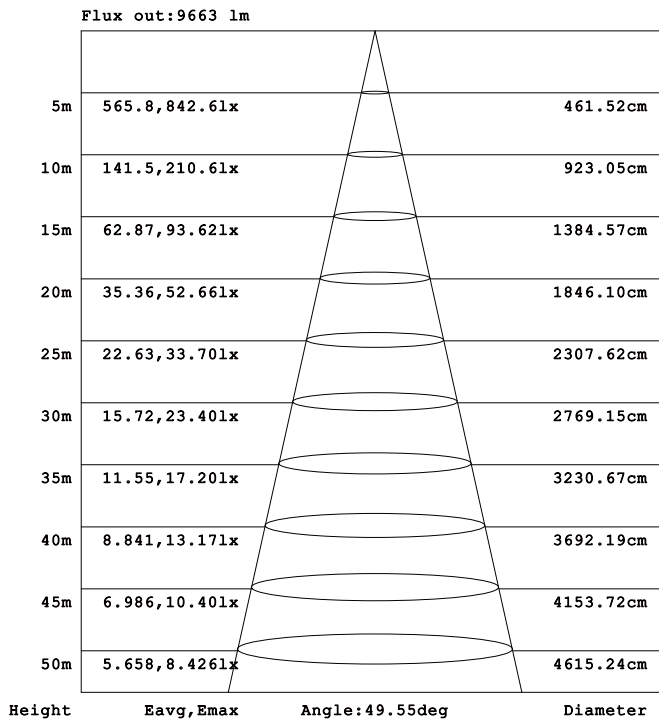 Flux out:9663 lm
5m 565.8,842.6lx 461.52cm
10m 141.5,210.6lx 923.05cm
15m 62.87,93.62lx 1384.57cm
20m 35.36,52.66lx 1846.10cm
25m 22.63,33.70lx 2307.62cm
30m 15.72,23.40lx 2769.15cm
35m 11.55,17.20lx 3230.67cm
40m 8.841,13.17lx 3692.19cm
45m 6.986,10.40lx 4153.72cm
50m 5.658,8.426lx 4615.24cm
Height Eavg,Emax Angle:49.55deg Diameter